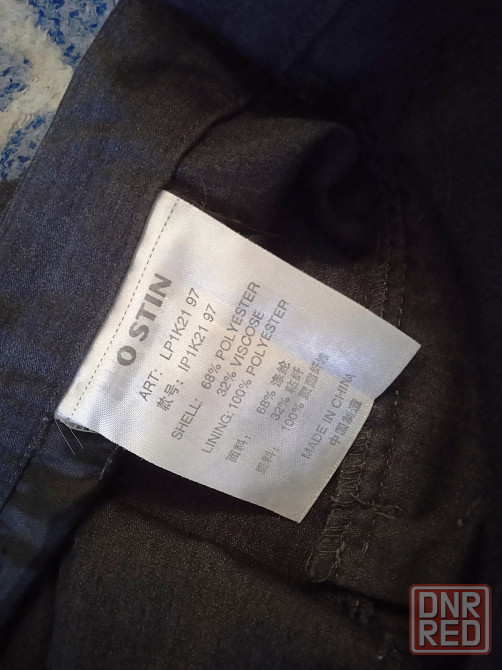 O STIN
ART: LP1K21 97
款号: IP1K21 97
SHELL: 68% POLYESTER
32% VISCOSE
LINING: 100% POLYESTER
面料: 68% 涤纶
32% 粘纤
里料: 100% 聚酯纤维
MADE IN CHINA
中国制造
DNR
RED